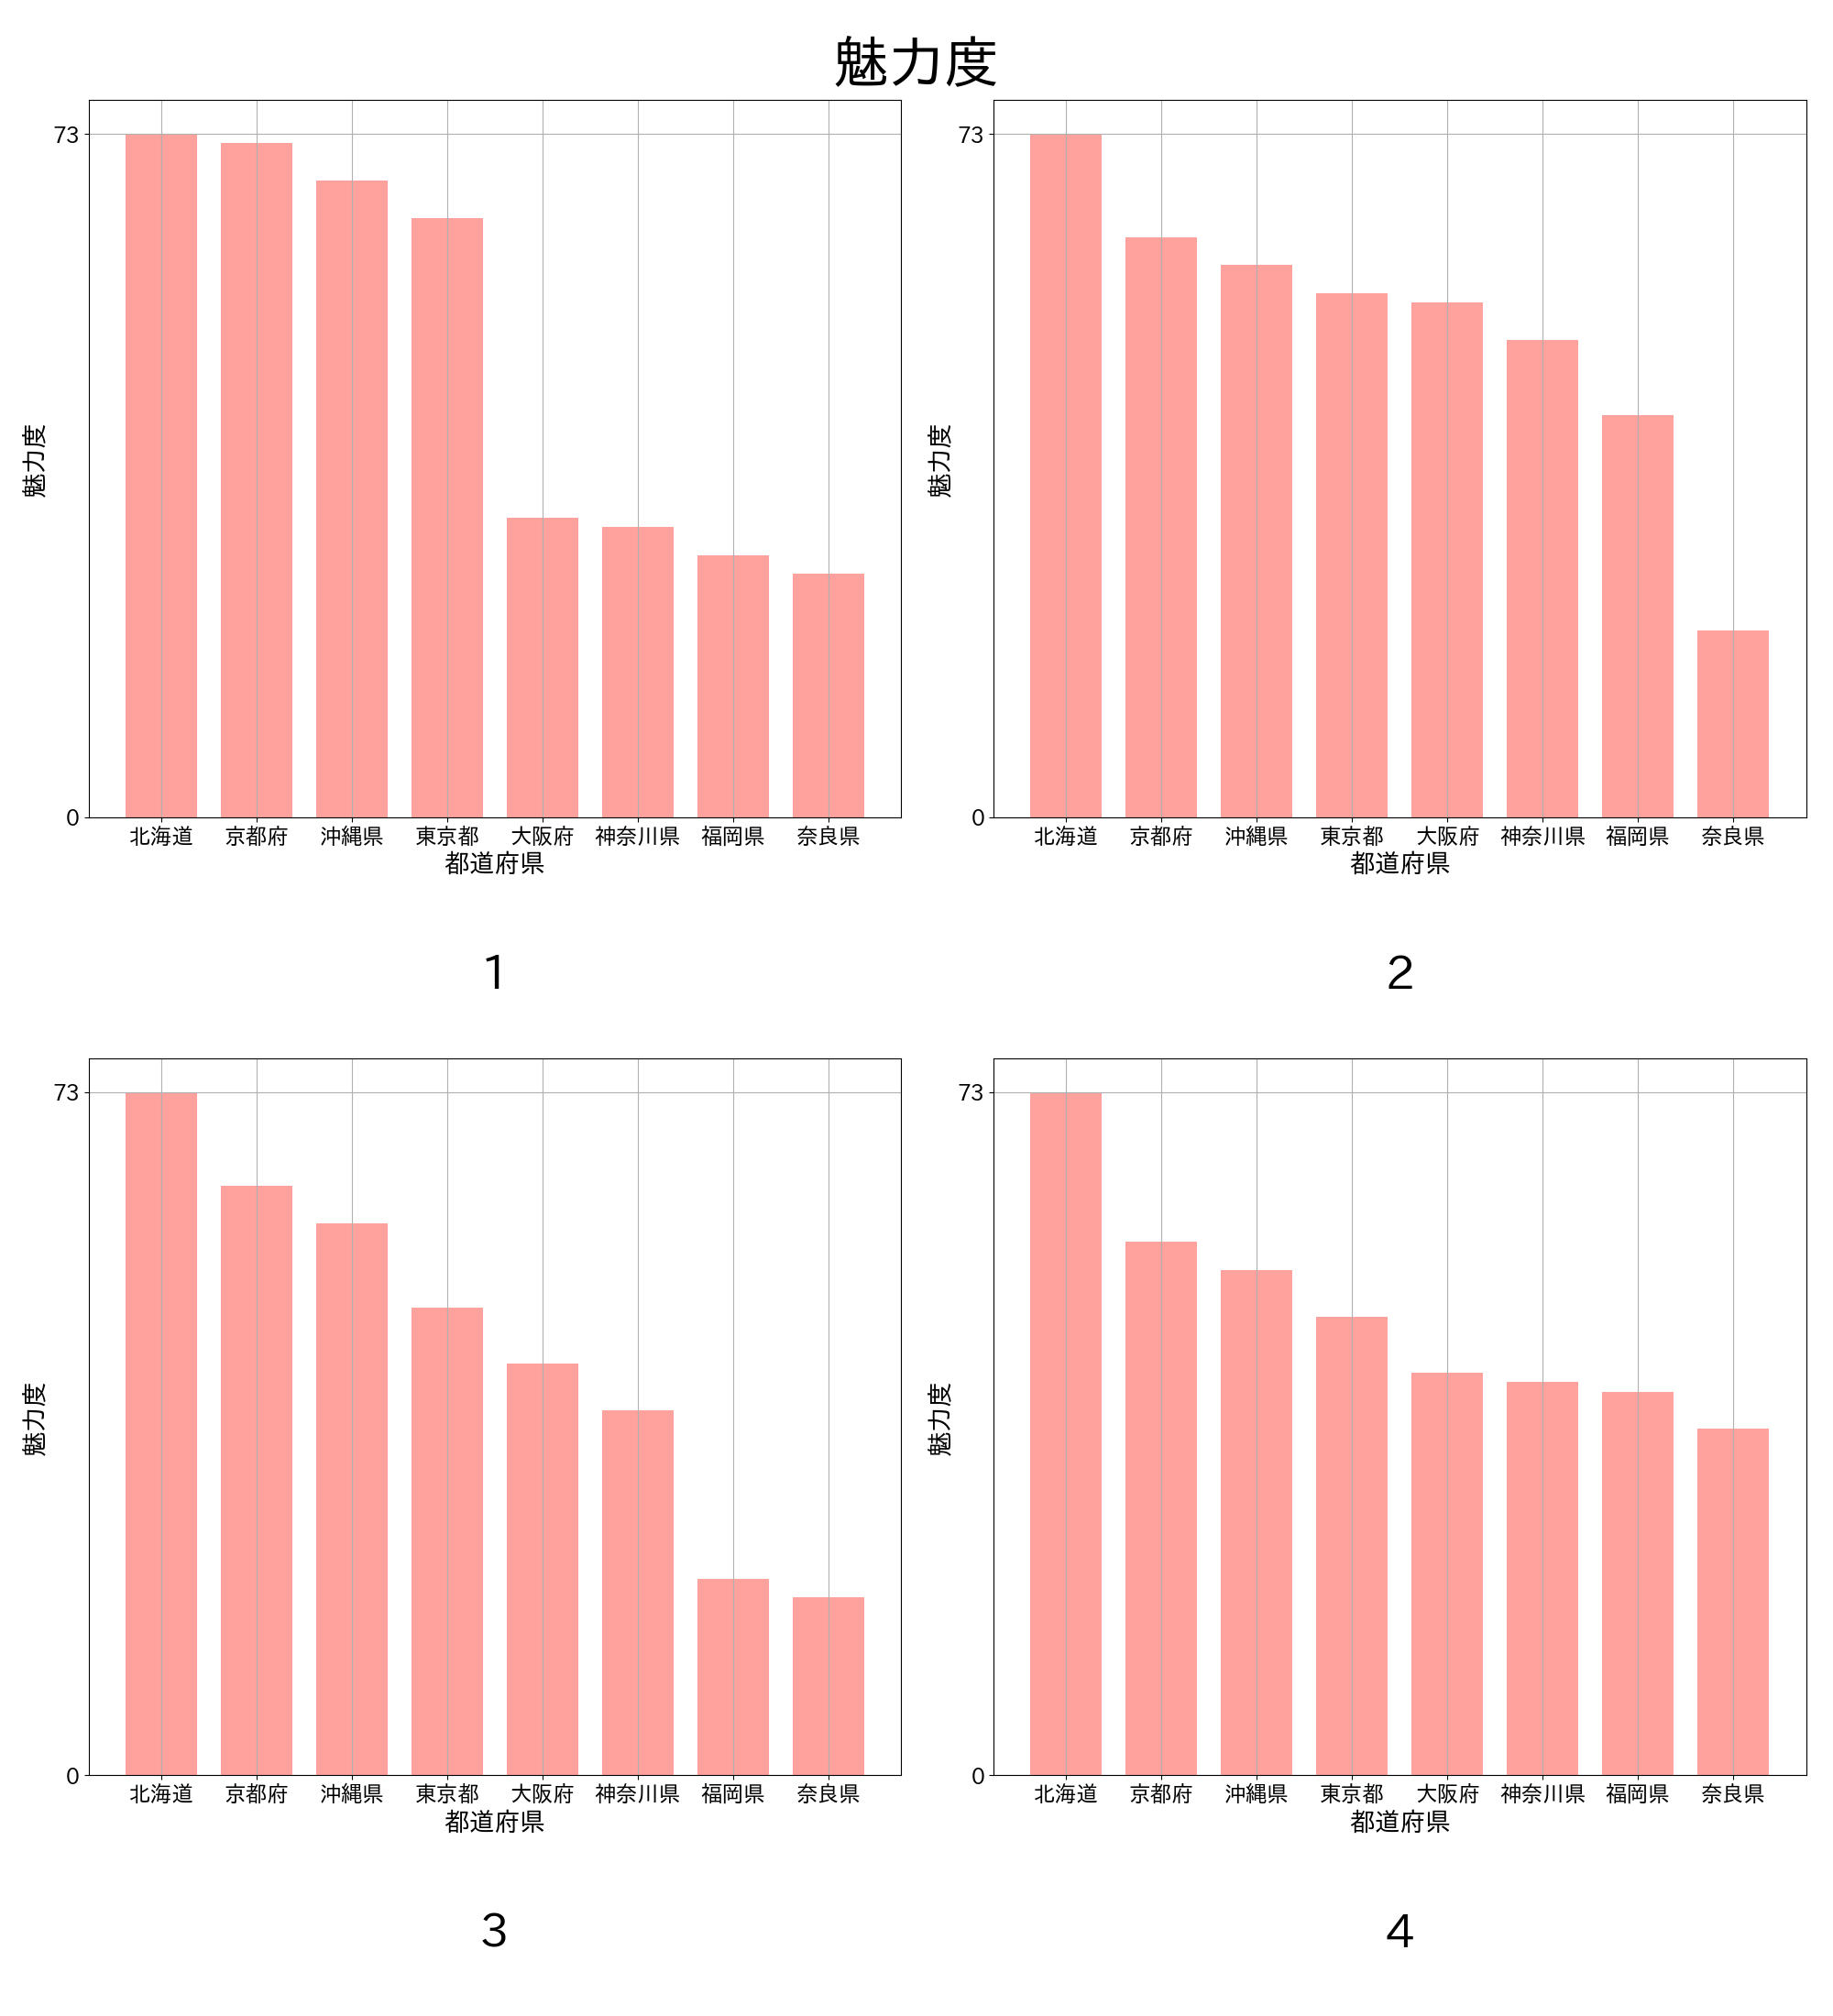 魅力度
73
0
魅力度
北海道 京都府 沖縄県 東京都 大阪府 神奈川県 福岡県 奈良県
都道府県
1
73
0
魅力度
北海道 京都府 沖縄県 東京都 大阪府 神奈川県 福岡県 奈良県
都道府県
2
73
0
魅力度
北海道 京都府 沖縄県 東京都 大阪府 神奈川県 福岡県 奈良県
都道府県
3
73
0
魅力度
北海道 京都府 沖縄県 東京都 大阪府 神奈川県 福岡県 奈良県
都道府県
4